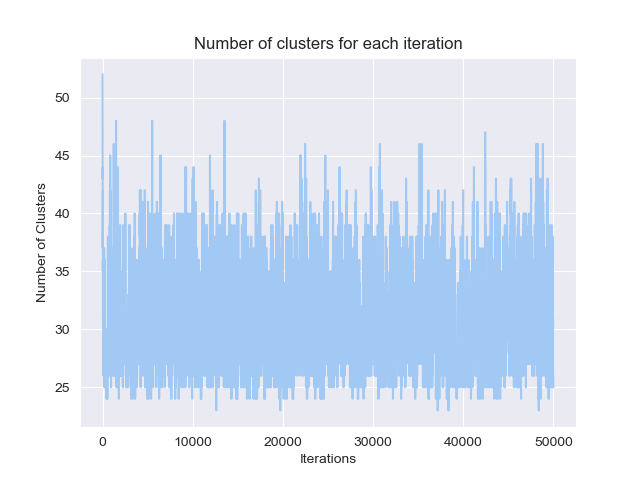 Number of clusters for each iteration
Number of Clusters
50
45
40
35
30
25
0 10000 20000 30000 40000 50000
Iterations